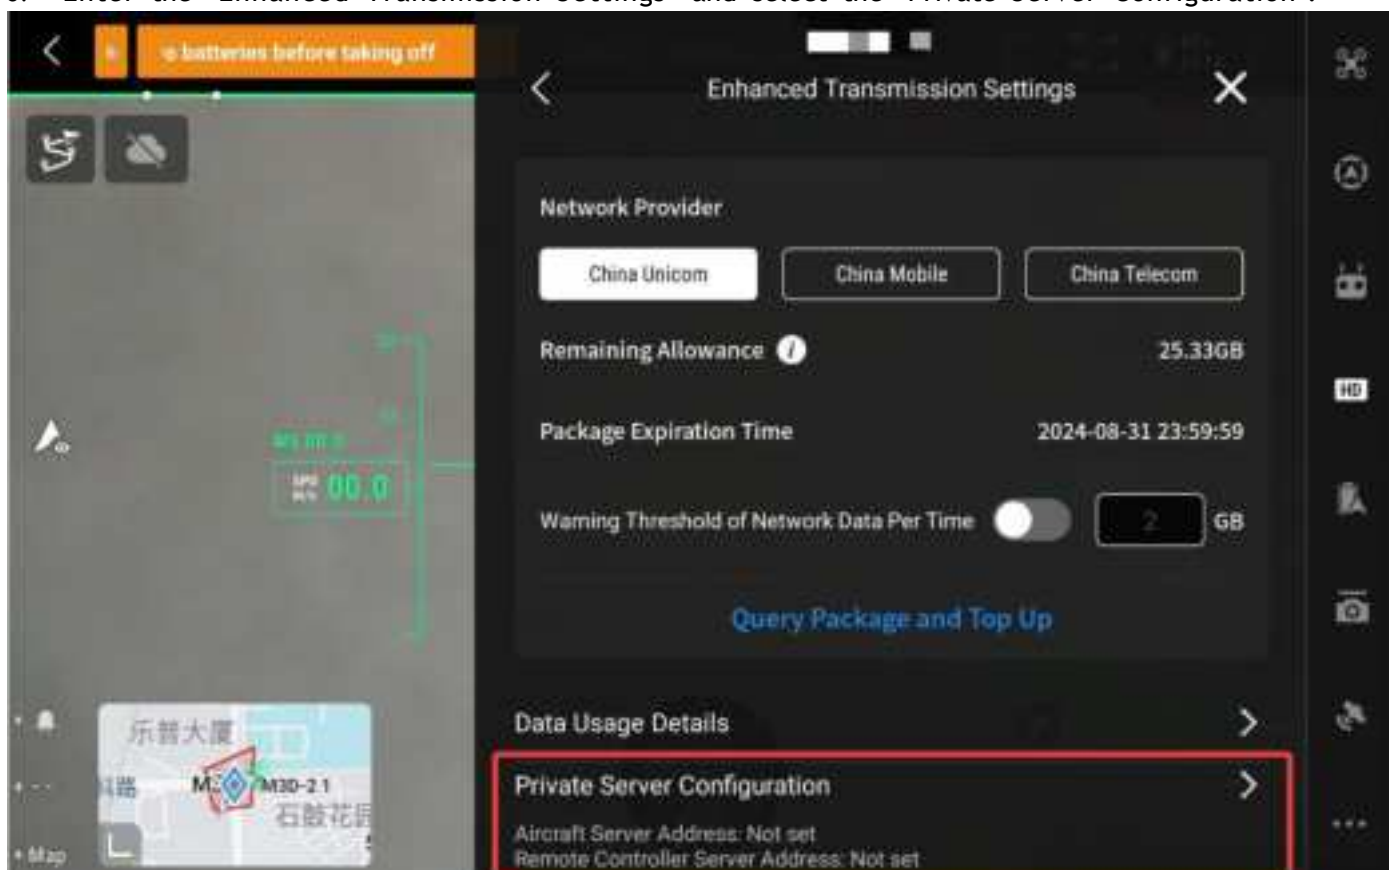 Enter the "Enhanced Transmission Settings" and select the "Private Server Configuration".
batteries before taking off
Enhanced Transmission Settings
Network Provider
China Unicom
China Mobile
China Telecom
Remaining Allowance
25.33GB
Package Expiration Time
2024-08-31 23:59:59
HD
00.0
Warning Threshold of Network Data Per Time
2
GB
Query Package and Top Up
Data Usage Details
乐普大厦
M30-2 1
石鼓花园
Map
Private Server Configuration
Aircraft Server Address: Not set
Remote Controller Server Address: Not set